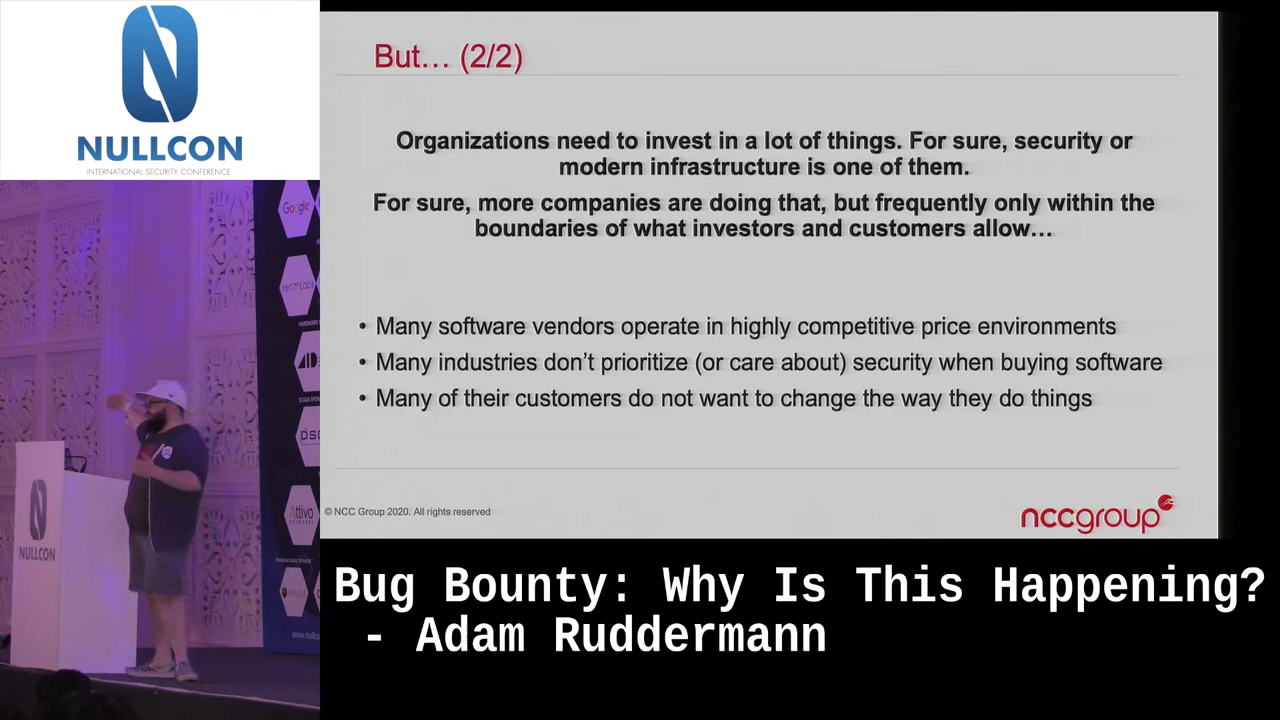 NULLCON
INTERNATIONAL SECURITY CONFERENCE
But… (2/2)
Organizations need to invest in a lot of things. For sure, security or
modern infrastructure is one of them.
For sure, more companies are doing that, but frequently only within the
boundaries of what investors and customers allow…
• Many software vendors operate in highly competitive price environments
• Many industries don’t prioritize (or care about) security when buying software
• Many of their customers do not want to change the way they do things
© NCC Group 2020. All rights reserved
nccgroup
Google
Attivo
NULLCON
Bug Bounty: Why Is This Happening?
- Adam Ruddermann